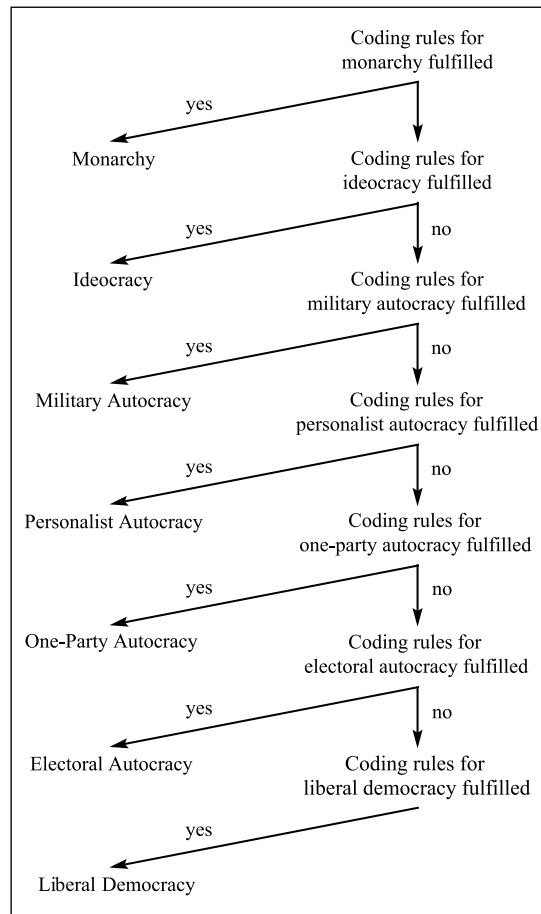 Coding rules for
monarchy fulfilled
yes
Monarchy
Coding rules for
ideocracy fulfilled
yes
no
Ideocracy
Coding rules for
military autocracy fulfilled
yes
no
Military Autocracy
Coding rules for
personalist autocracy fulfilled
yes
no
Personalist Autocracy
Coding rules for
one-party autocracy fulfilled
yes
no
One-Party Autocracy
Coding rules for
electoral autocracy fulfilled
yes
no
Electoral Autocracy
Coding rules for
liberal democracy fulfilled
yes
Liberal Democracy